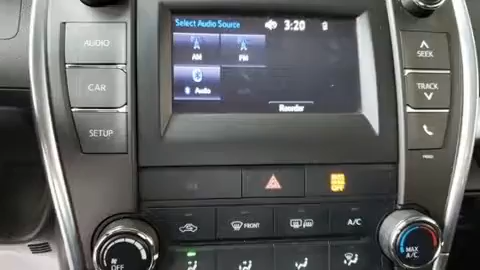 Select Audio Source
3:20
AM
FM
Audio
Reorder
AUDIO
CAR
SETUP
SEEK
TRACK
FRONT
A/C
OFF
MAX
A/C